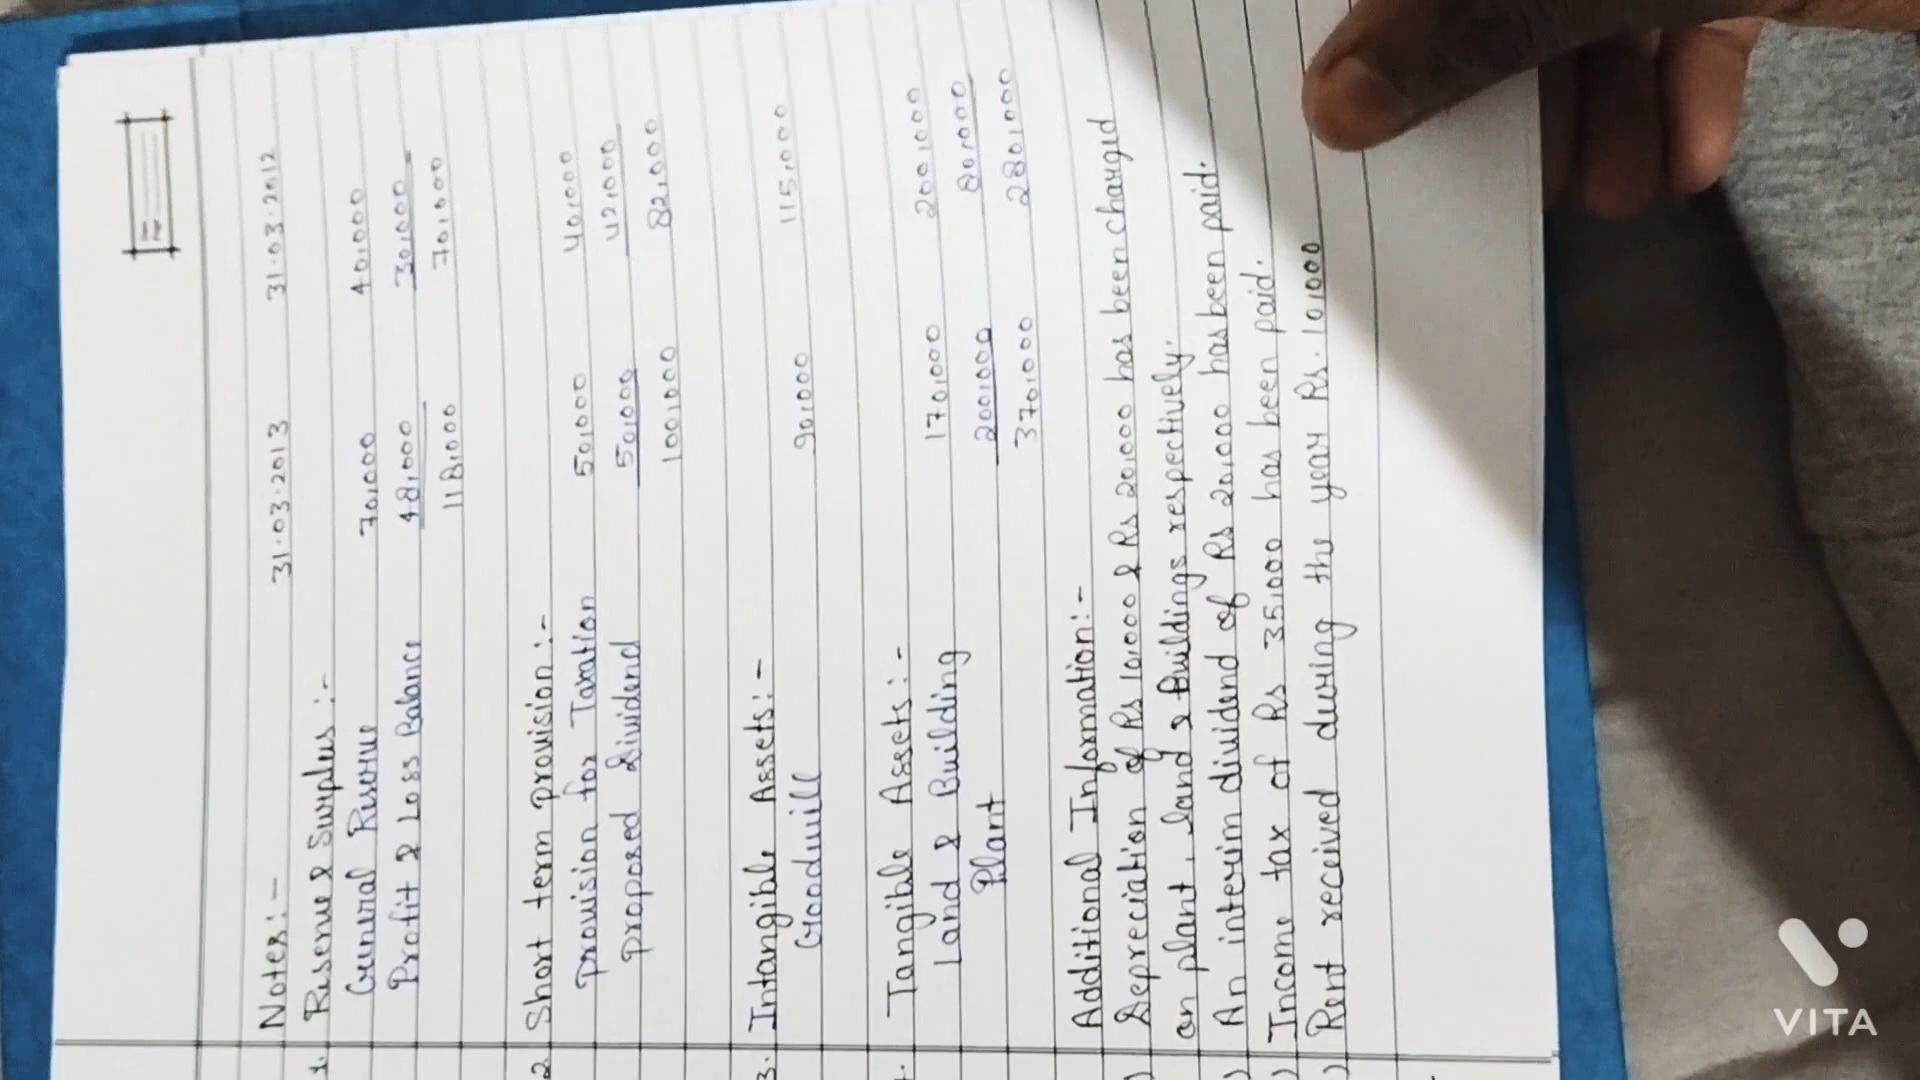 Notes:-
31.03.2013 31.03.2012
1. Reserve & Surplus :-
General Reserve 70,000 40,000
Profit & Loss Balance 48,000 30,000
118,000 70,000
2. Short term provision :-
provision for Taxation 50,000 40,000
proposed dividend 50,000 42,000
100,000 82,000
3. Intangible Assets:-
Goodwill 90,000 115,000
Tangible Assets:-
Land & Building 170,000 200,000
Plant 200,000 80,000
370,000 280,000
Additional Information:-
) Depreciation of Rs 10,000 & Rs 20,000 has been charged
on plant, land & Buildings respectively.
) An interim dividend of Rs 20,000 has been paid.
) Income tax of Rs 35,000 has been paid.
) Rent received during the year Rs. 10,000
VITA